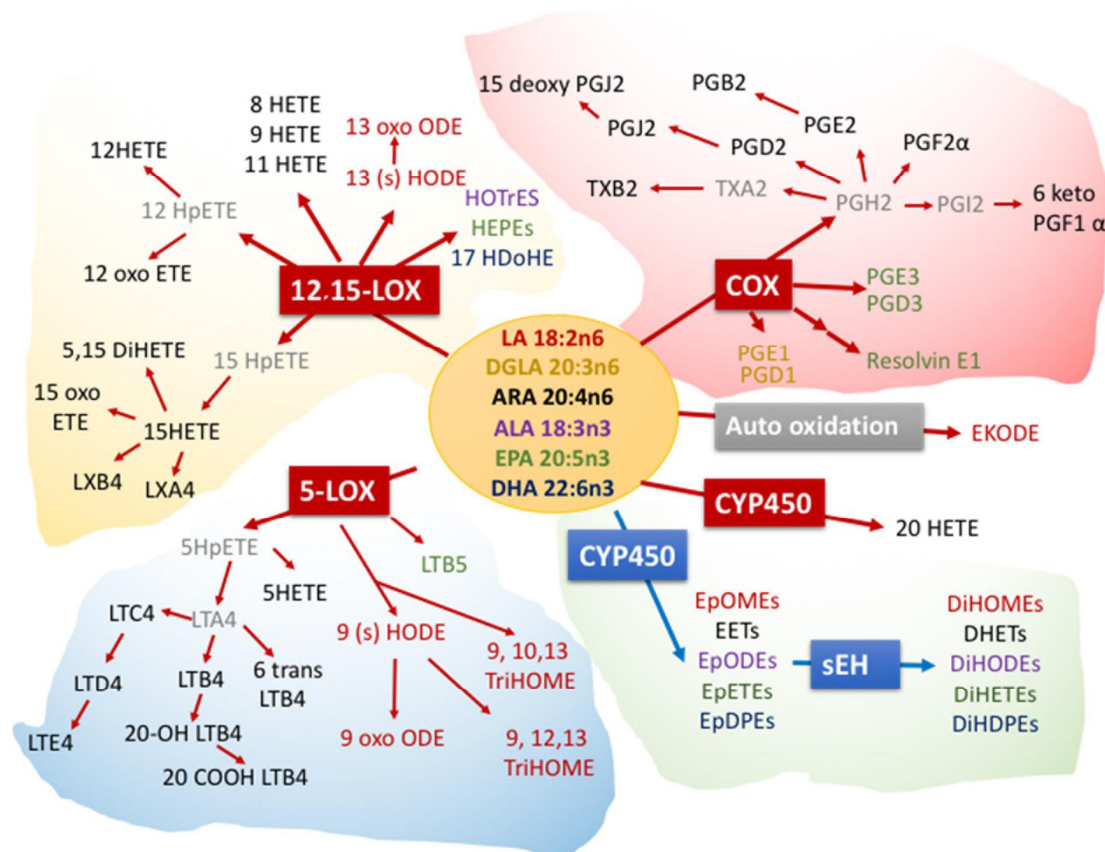 15 deoxy PGJ2
PGB2
PGJ2
PGE2
PGD2
PGF2α
TXB2
TXA2
PGH2
PGI2
6 keto
PGF1 α
COX
PGE3
PGD3
PGE1
PGD1
Resolvin E1
8 HETE
9 HETE
11 HETE
13 oxo ODE
13 (s) HODE
12HETE
12 HpETE
12 oxo ETE
HOTrES
HEPEs
17 HDoHE
12,15-LOX
5,15 DiHETE
15 HpETE
15 oxo
ETE
15HETE
LXB4
LXA4
LA 18:2n6
DGLA 20:3n6
ARA 20:4n6
ALA 18:3n3
EPA 20:5n3
DHA 22:6n3
Auto oxidation
EKODE
CYP450
20 HETE
5-LOX
5HpETE
5HETE
LTB5
LTC4
LTA4
LTD4
LTB4
6 trans
LTB4
LTE4
20-OH LTB4
20 COOH LTB4
9 (s) HODE
9 oxo ODE
9, 10,13
TriHOME
9, 12,13
TriHOME
CYP450
EpOMEs
EETs
EpODEs
EpETEs
EpDPEs
sEH
DiHOMEs
DHETs
DiHODEs
DiHETEs
DiHDPEs